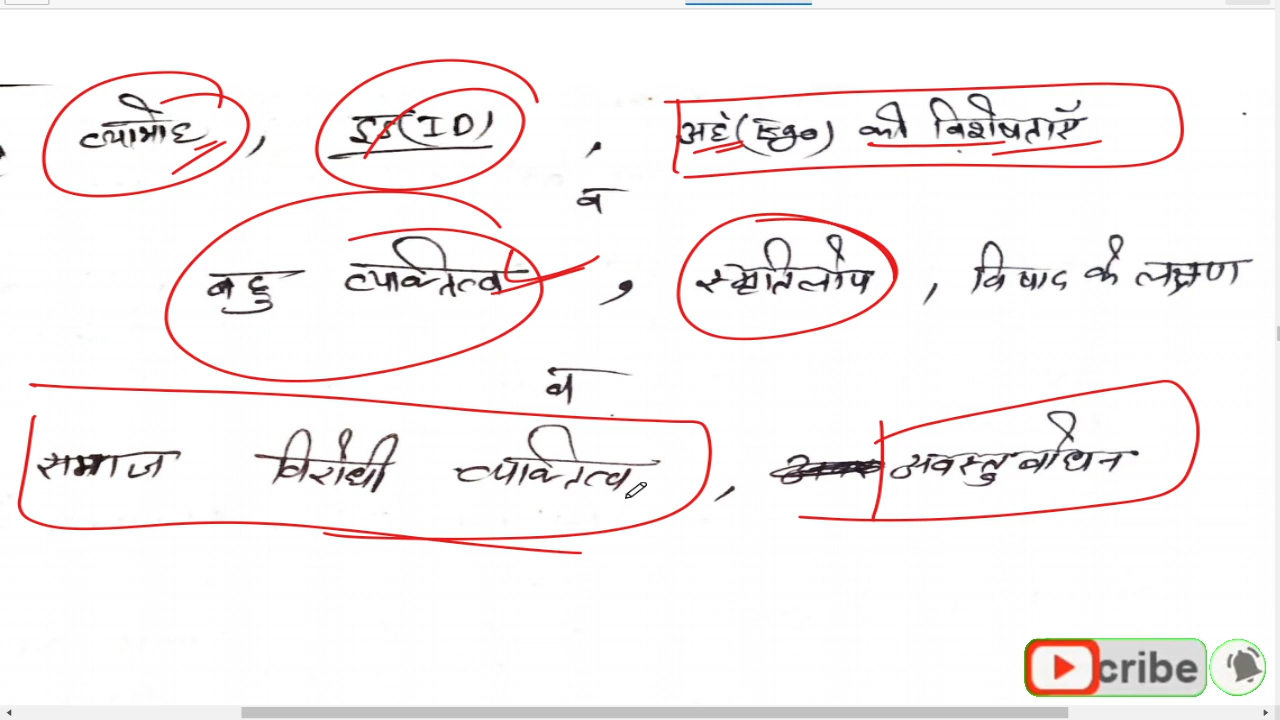 व्यामोह, इड(ID), अहं(Ego) की विशेषताएँ
व
बहु व्यक्तित्व, स्मृतिलोप, विषाद के लक्षण
व
समाज विरोधी व्यक्तित्व, अवस्तुबोधन
cribe